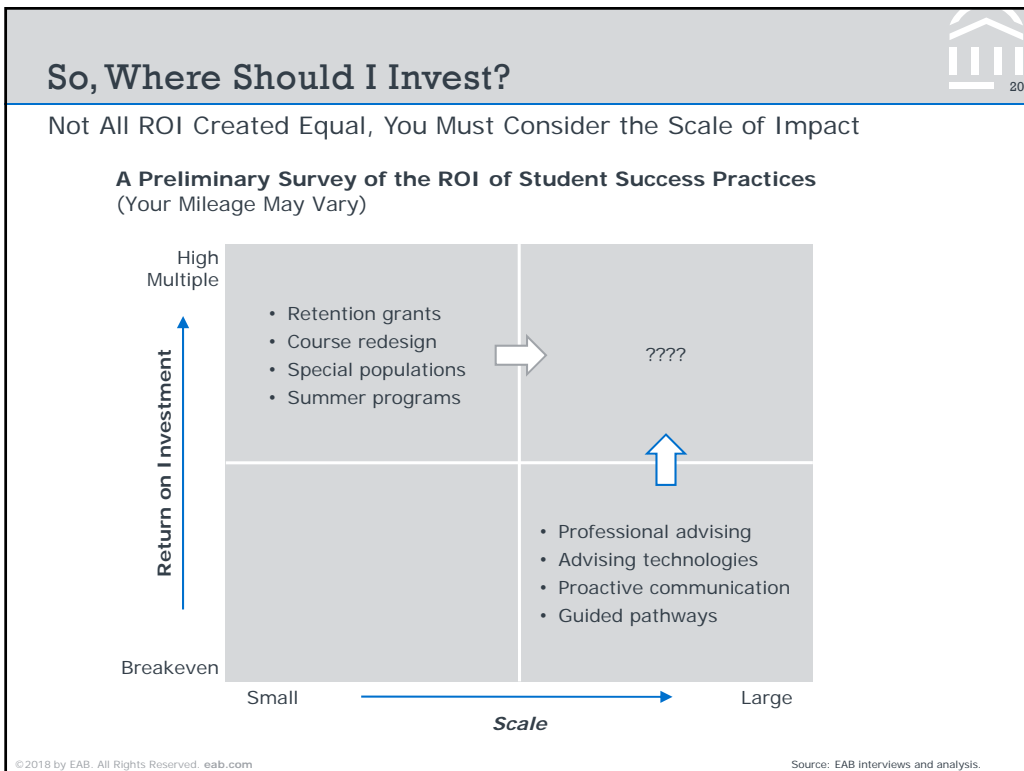 So, Where Should I Invest?
20
Not All ROI Created Equal, You Must Consider the Scale of Impact
A Preliminary Survey of the ROI of Student Success Practices
(Your Mileage May Vary)
High
Multiple
Return on Investment
• Retention grants
• Course redesign
• Special populations
• Summer programs
????
• Professional advising
• Advising technologies
• Proactive communication
• Guided pathways
Breakeven
Small
Large
Scale
©2018 by EAB. All Rights Reserved. eab.com
Source: EAB interviews and analysis.